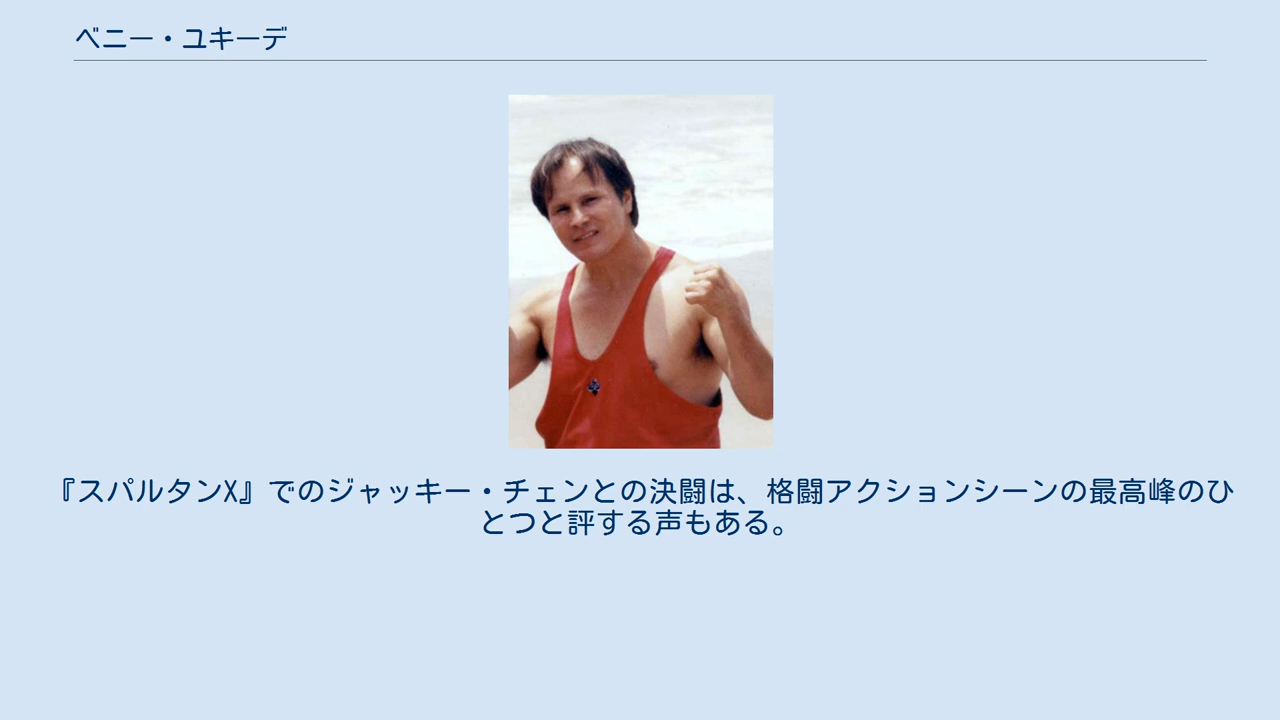 ベニー・ユキーデ
『スパルタンX』でのジャッキー・チェンとの決闘は、格闘アクションシーンの最高峰のひ
とつと評する声もある。